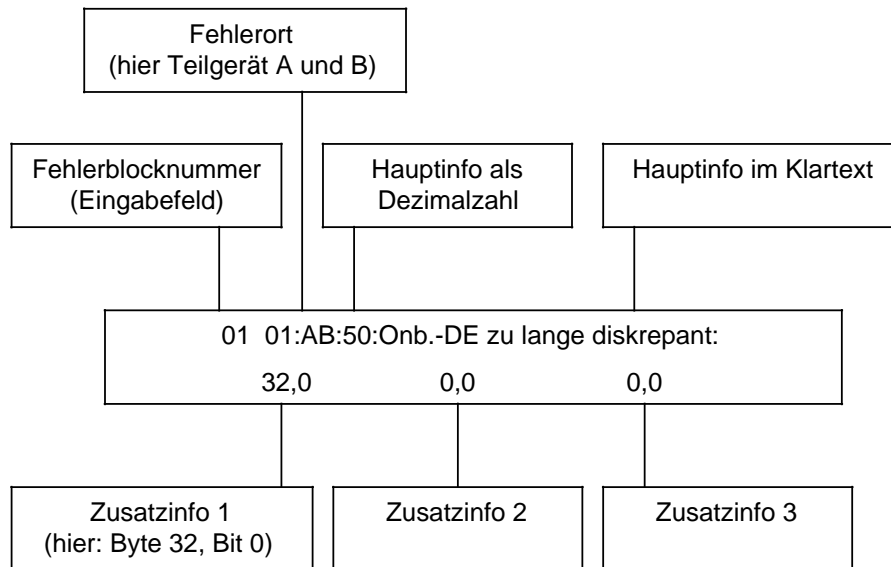 Fehlerort
(hier Teilgerät A und B)
Fehlerblocknummer
(Eingabefeld)
Hauptinfo als
Dezimalzahl
Hauptinfo im Klartext
01 01:AB:50:Onb.-DE zu lange diskrepant:
32,0 0,0 0,0
Zusatzinfo 1
(hier: Byte 32, Bit 0)
Zusatzinfo 2
Zusatzinfo 3